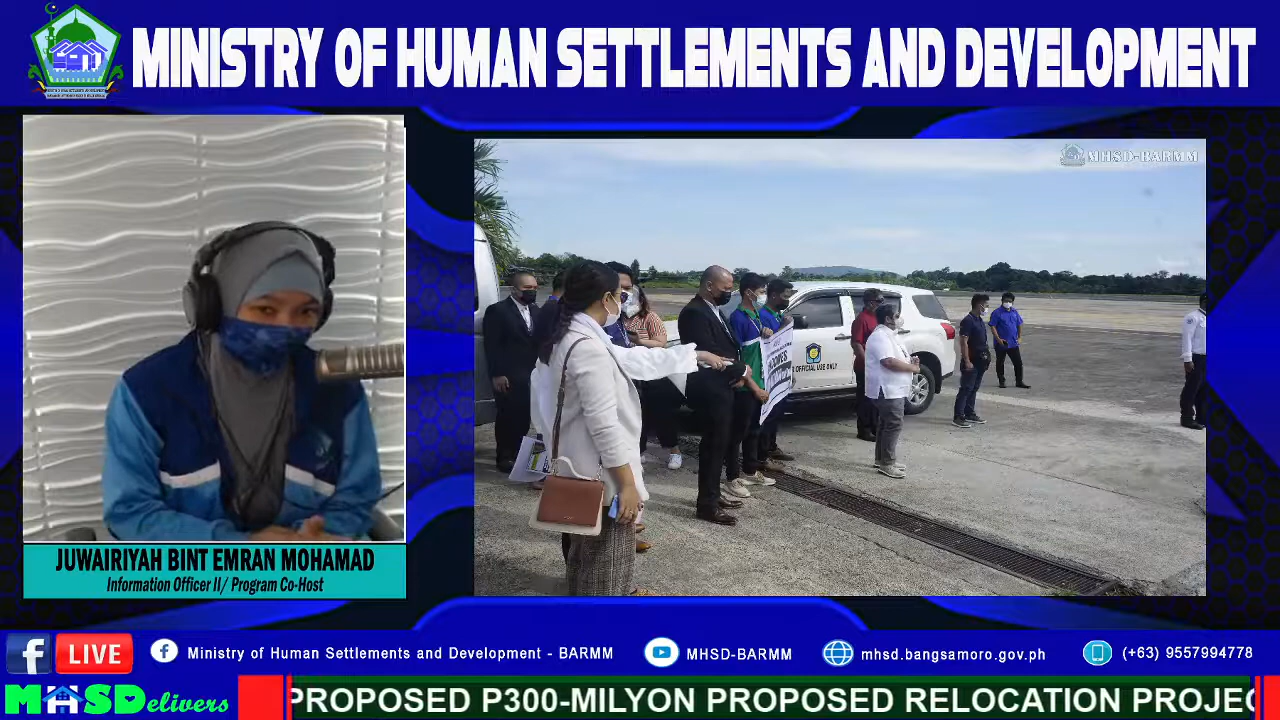 MINISTRY OF HUMAN SETTLEMENTS AND DEVELOPMENT
MHSD-BARMM
OFFICIAL USE ONLY
JUWAIRIYAH BINT EMRAN MOHAMAD
Information Officer II/ Program Co-Host
f LIVE
f Ministry of Human Settlements and Development - BARMM
MHSD-BARMM
mhsd.bangsamoro.gov.ph
(+63) 9557994778
MHSDelivers
PROPOSED P300-MILYON PROPOSED RELOCATION PROJEC